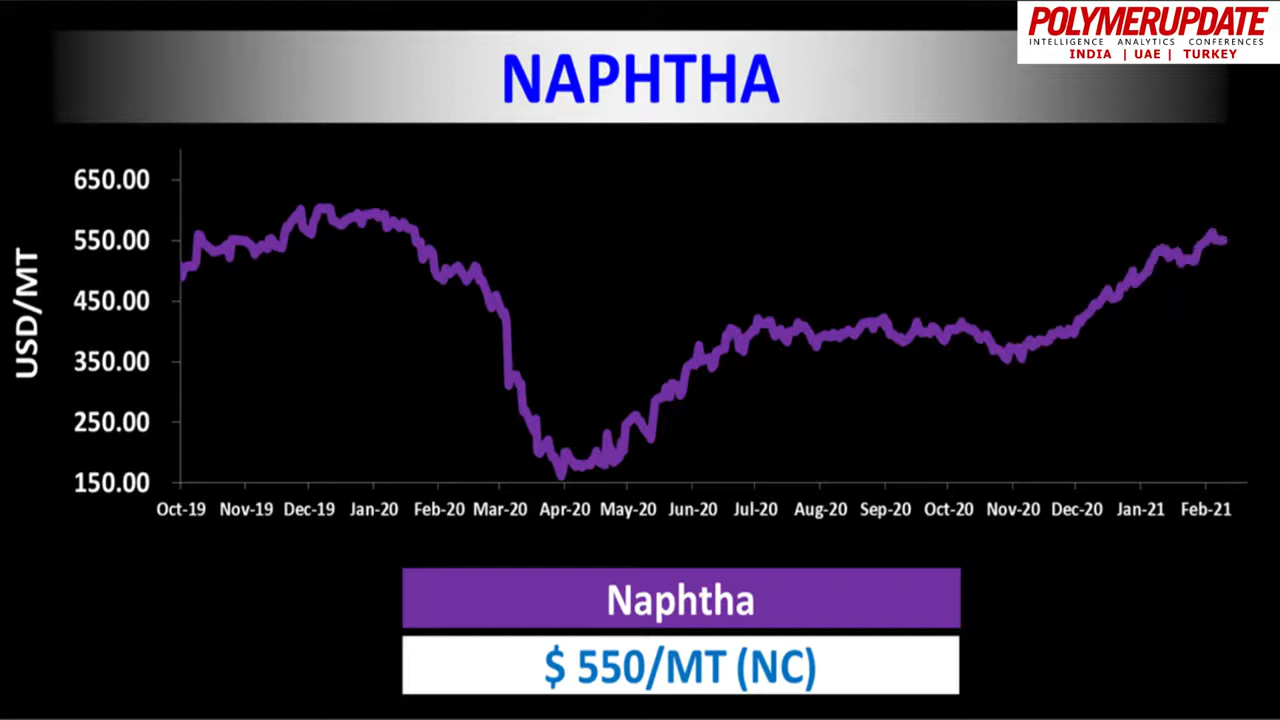 POLYMERUPDATE
INTELLIGENCE ANALYTICS CONFERENCES
INDIA | UAE | TURKEY
NAPHTHA
USD/MT
650.00
550.00
450.00
350.00
250.00
150.00
Oct-19 Nov-19 Dec-19 Jan-20 Feb-20 Mar-20 Apr-20 May-20 Jun-20 Jul-20 Aug-20 Sep-20 Oct-20 Nov-20 Dec-20 Jan-21 Feb-21
Naphtha
$ 550/MT (NC)